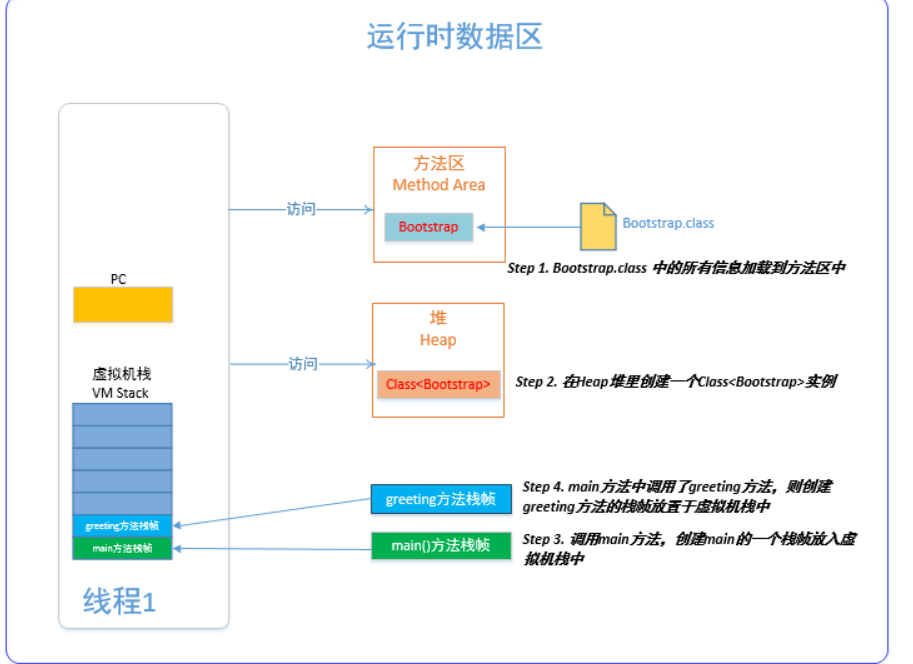 运行时数据区
访问
方法区
Method Area
Bootstrap
Bootstrap.class
Step 1. Bootstrap.class 中的所有信息加载到方法区中
PC
堆
Heap
访问
Class<Bootstrap>
Step 2. 在Heap堆里创建一个Class<Bootstrap>实例
虚拟机栈
VM Stack
greeting方法栈帧
Step 4. main方法中调用了greeting方法，则创建
greeting方法的栈帧放置于虚拟机栈中
greeting方法栈帧
main方法栈帧
main()方法栈帧
Step 3. 调用main方法，创建main的一个栈帧放入虚
拟机栈中
线程1